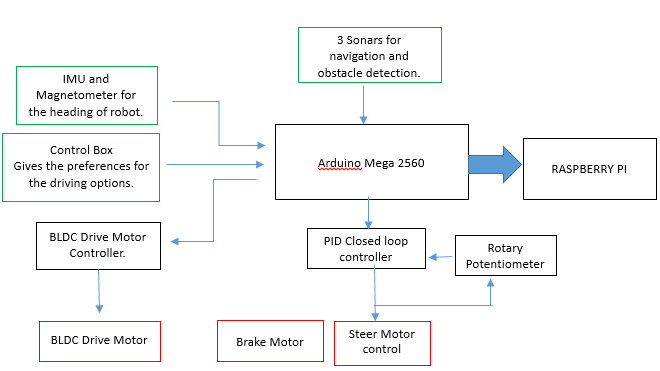 3 Sonars for
navigation and
obstacle detection.
IMU and
Magnetometer for
the heading of robot.
Control Box
Gives the preferences for
the driving options.
Arduino Mega 2560
RASPBERRY PI
BLDC Drive Motor
Controller.
PID Closed loop
controller
Rotary
Potentiometer
BLDC Drive Motor
Brake Motor
Steer Motor
control